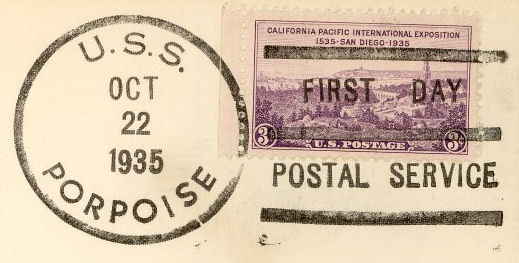 U.S.S.
OCT
22
1935
PORPOISE
CALIFORNIA PACIFIC INTERNATIONAL EXPOSITION
1535-SAN DIEGO-1935
FIRST DAY
3¢ U.S. POSTAGE 3¢
POSTAL SERVICE